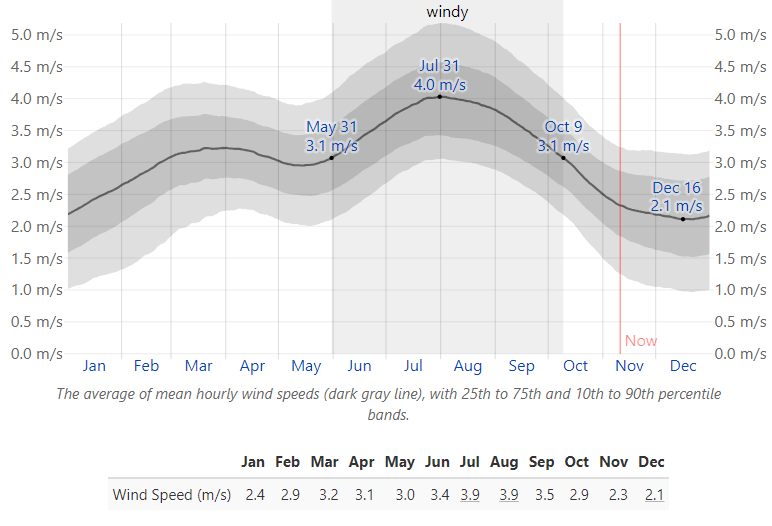 windy
5.0 m/s 5.0 m/s
4.5 m/s Jul 31 4.5 m/s
4.0 m/s 4.0 m/s 4.0 m/s
3.5 m/s May 31 Oct 9 3.5 m/s
3.1 m/s 3.1 m/s
3.0 m/s 3.0 m/s
2.5 m/s Dec 16 2.5 m/s
2.1 m/s
2.0 m/s 2.0 m/s
1.5 m/s 1.5 m/s
1.0 m/s 1.0 m/s
0.5 m/s 0.5 m/s
Now
0.0 m/s 0.0 m/s
Jan Feb Mar Apr May Jun Jul Aug Sep Oct Nov Dec
The average of mean hourly wind speeds (dark gray line), with 25th to 75th and 10th to 90th percentile
bands.
Jan Feb Mar Apr May Jun Jul Aug Sep Oct Nov Dec
Wind Speed (m/s) 2.4 2.9 3.2 3.1 3.0 3.4 3.9 3.9 3.5 2.9 2.3 2.1